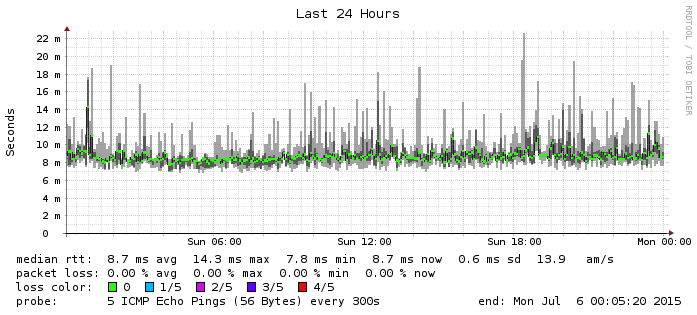 Last 24 Hours
RRDTOOL / TOBI OETIKER
Seconds
22 m
20 m
18 m
16 m
14 m
12 m
10 m
8 m
6 m
4 m
2 m
0
Sun 06:00 Sun 12:00 Sun 18:00 Mon 00:00
median rtt: 8.7 ms avg 14.3 ms max 7.8 ms min 8.7 ms now 0.6 ms sd 13.9 am/s
packet loss: 0.00 % avg 0.00 % max 0.00 % min 0.00 % now
loss color: 0 1/5 2/5 3/5 4/5
probe: 5 ICMP Echo Pings (56 Bytes) every 300s end: Mon Jul 6 00:05:20 2015